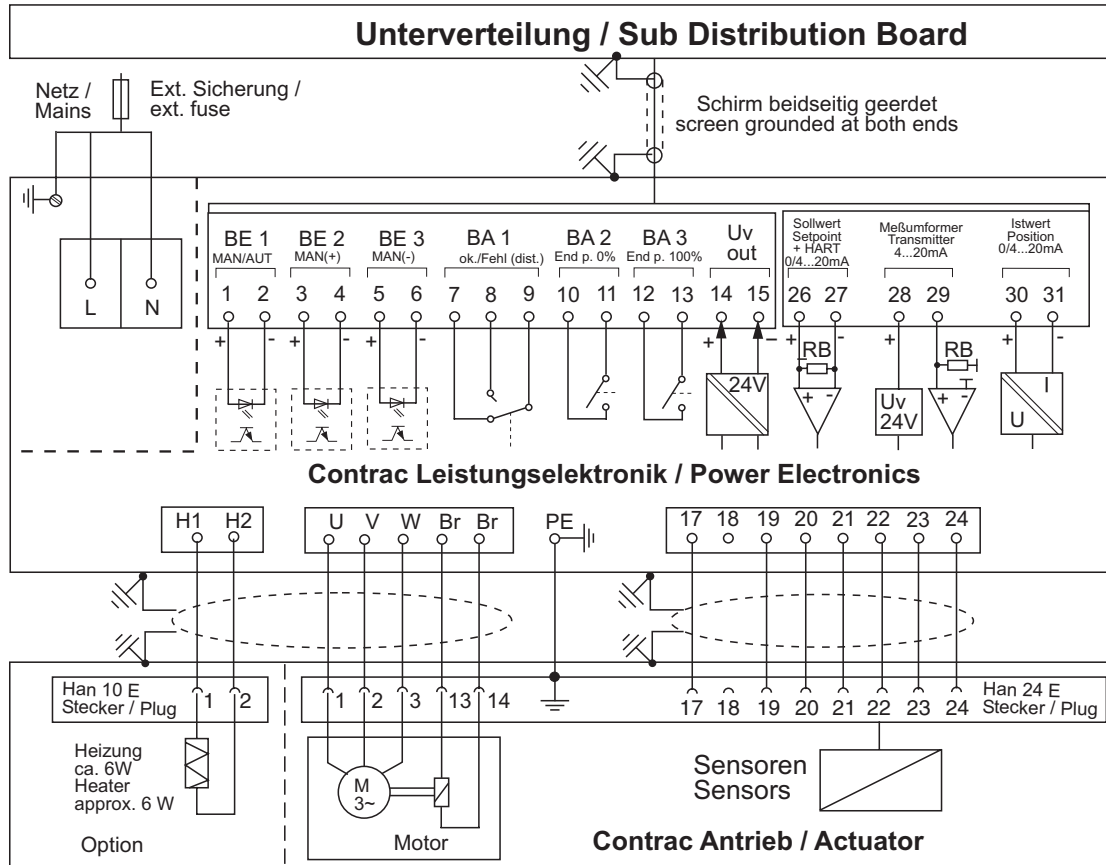 Unterverteilung / Sub Distribution Board
Netz /
Mains
Ext. Sicherung /
ext. fuse
Schirm beidseitig geerdet
screen grounded at both ends
L N
BE 1
MAN/AUT
BE 2
MAN(+)
BE 3
MAN(-)
BA 1
ok./Fehl (dist.)
BA 2
End p. 0%
BA 3
End p. 100%
Uv
out
Sollwert
Setpoint
+ HART
0/4...20mA
Meßumformer
Transmitter
4...20mA
Istwert
Position
0/4...20mA
1 2 3 4 5 6 7 8 9 10 11 12 13 14 15 26 27 28 29 30 31
+ - + - + - + - + - + - + -
RB RB
24V
+ -
Uv
24V
+ -
I
U
Contrac Leistungselektronik / Power Electronics
H1 H2
U V W Br Br
PE
17 18 19 20 21 22 23 24
Han 10 E
Stecker / Plug
1 2
1 2 3 13 14
17 18 19 20 21 22 23 24
Han 24 E
Stecker / Plug
Heizung
ca. 6W
Heater
approx. 6 W
Option
M
3~
Motor
Sensoren
Sensors
Contrac Antrieb / Actuator